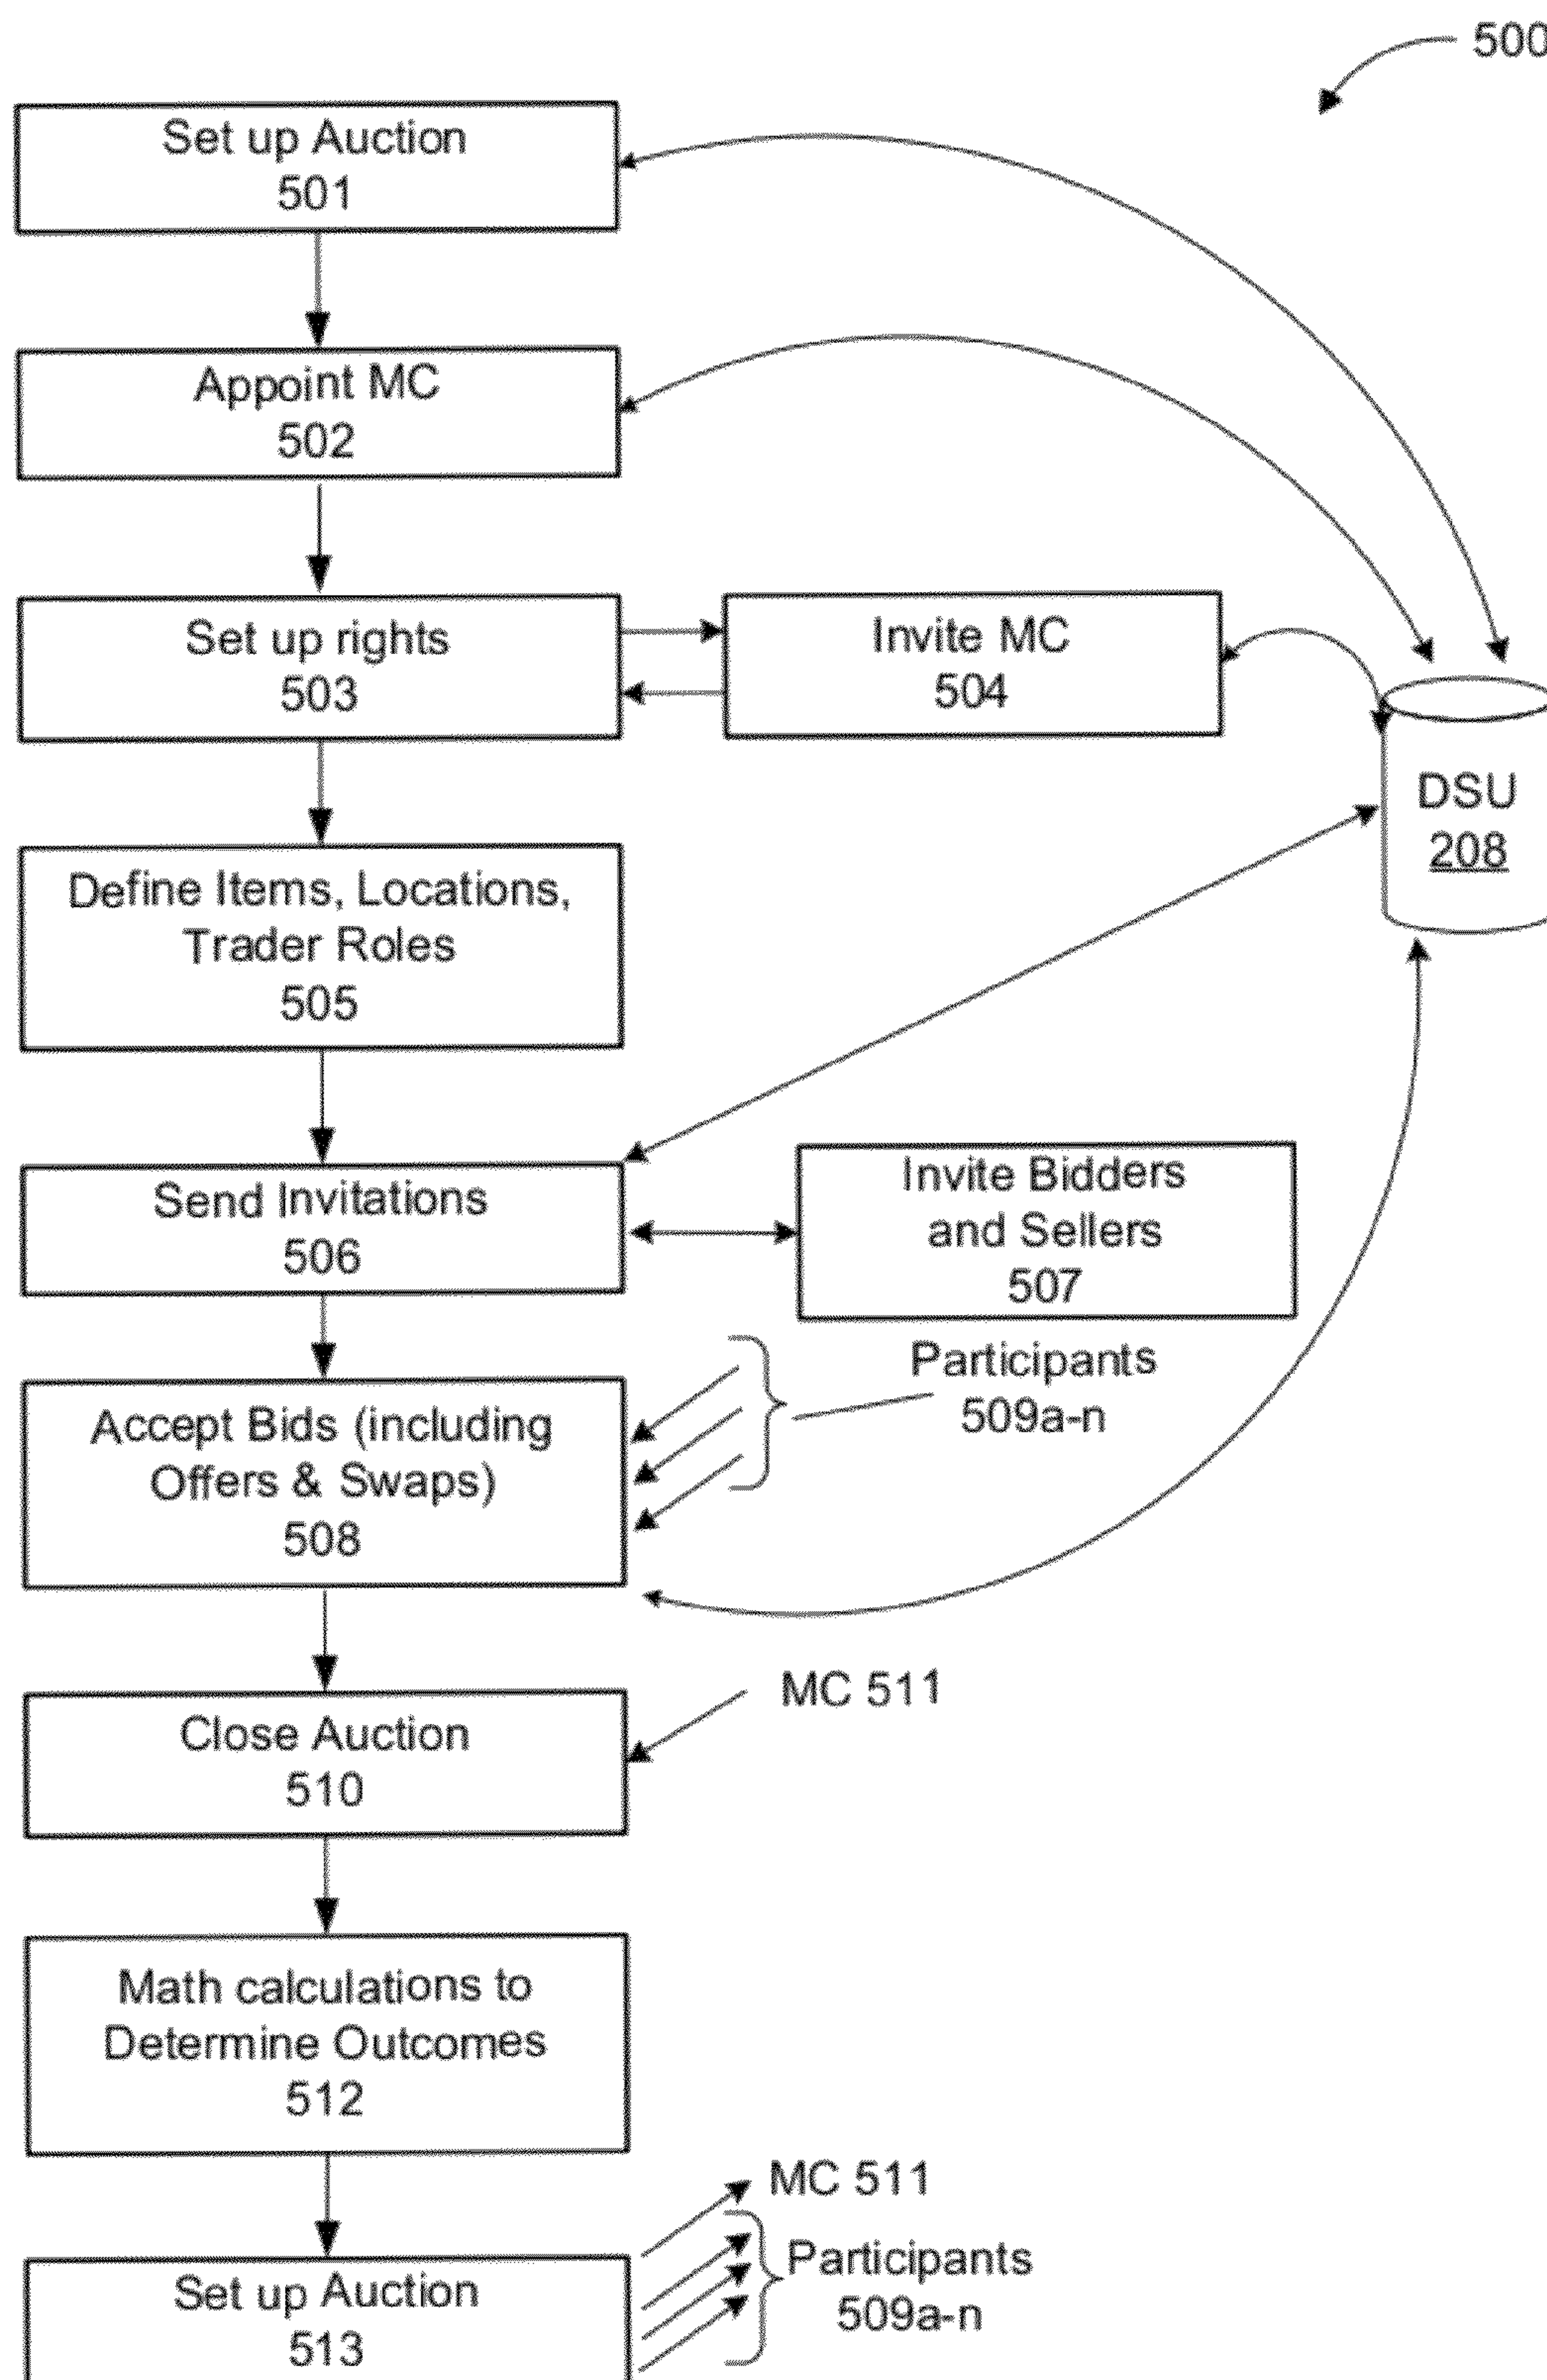 500
Set up Auction
501
Appoint MC
502
Set up rights
503
Invite MC
504
DSU
208
Define Items, Locations,
Trader Roles
505
Send Invitations
506
Invite Bidders
and Sellers
507
Participants
509a-n
Accept Bids (including
Offers & Swaps)
508
MC 511
Close Auction
510
Math calculations to
Determine Outcomes
512
MC 511
Participants
509a-n
Set up Auction
513